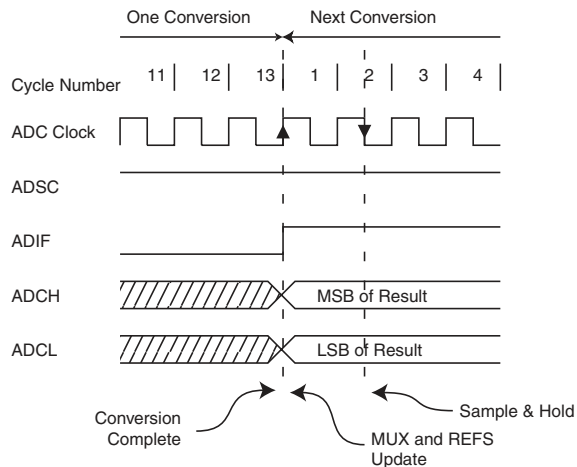 One Conversion Next Conversion
Cycle Number 11 12 13 1 2 3 4
ADC Clock
ADSC
ADIF
ADCH MSB of Result
ADCL LSB of Result
Sample & Hold
Conversion
Complete
MUX and REFS
Update